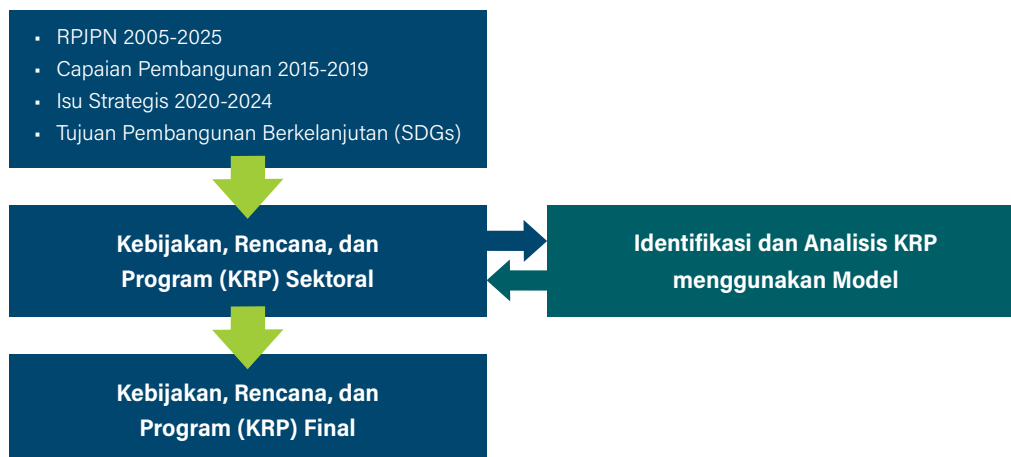 ▪ RPJPN 2005-2025
▪ Capaian Pembangunan 2015-2019
▪ Isu Strategis 2020-2024
▪ Tujuan Pembangunan Berkelanjutan (SDGs)
Kebijakan, Rencana, dan
Program (KRP) Sektoral
Identifikasi dan Analisis KRP
menggunakan Model
Kebijakan, Rencana, dan
Program (KRP) Final